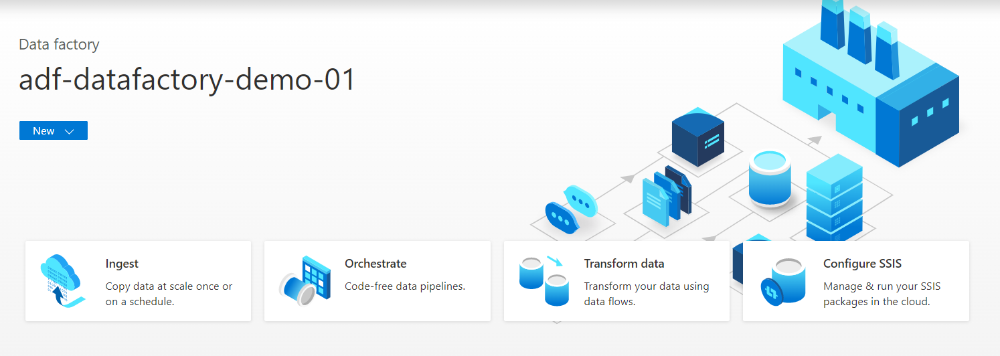 Data factory
adf-datafactory-demo-01
New
Ingest
Copy data at scale once or
on a schedule.
Orchestrate
Code-free data pipelines.
Transform data
Transform your data using
data flows.
Configure SSIS
Manage & run your SSIS
packages in the cloud.